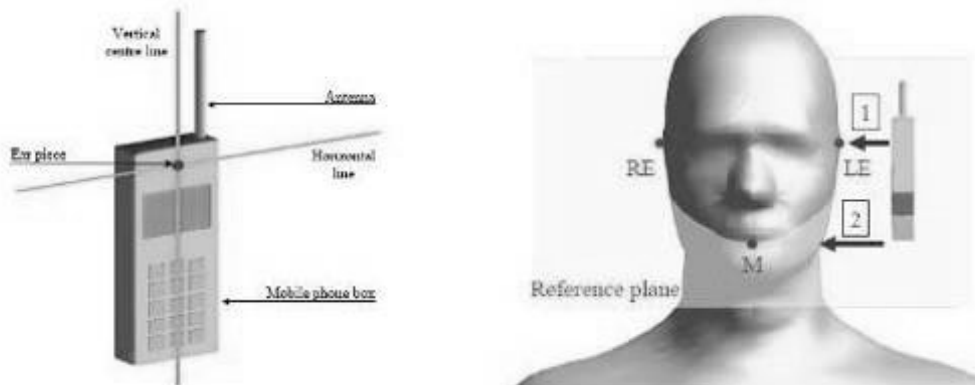 Vertical
centre line
Antenna
Ear piece
Horizontal
line
Mobile phone box
1
RE
LE
2
M
Reference plane